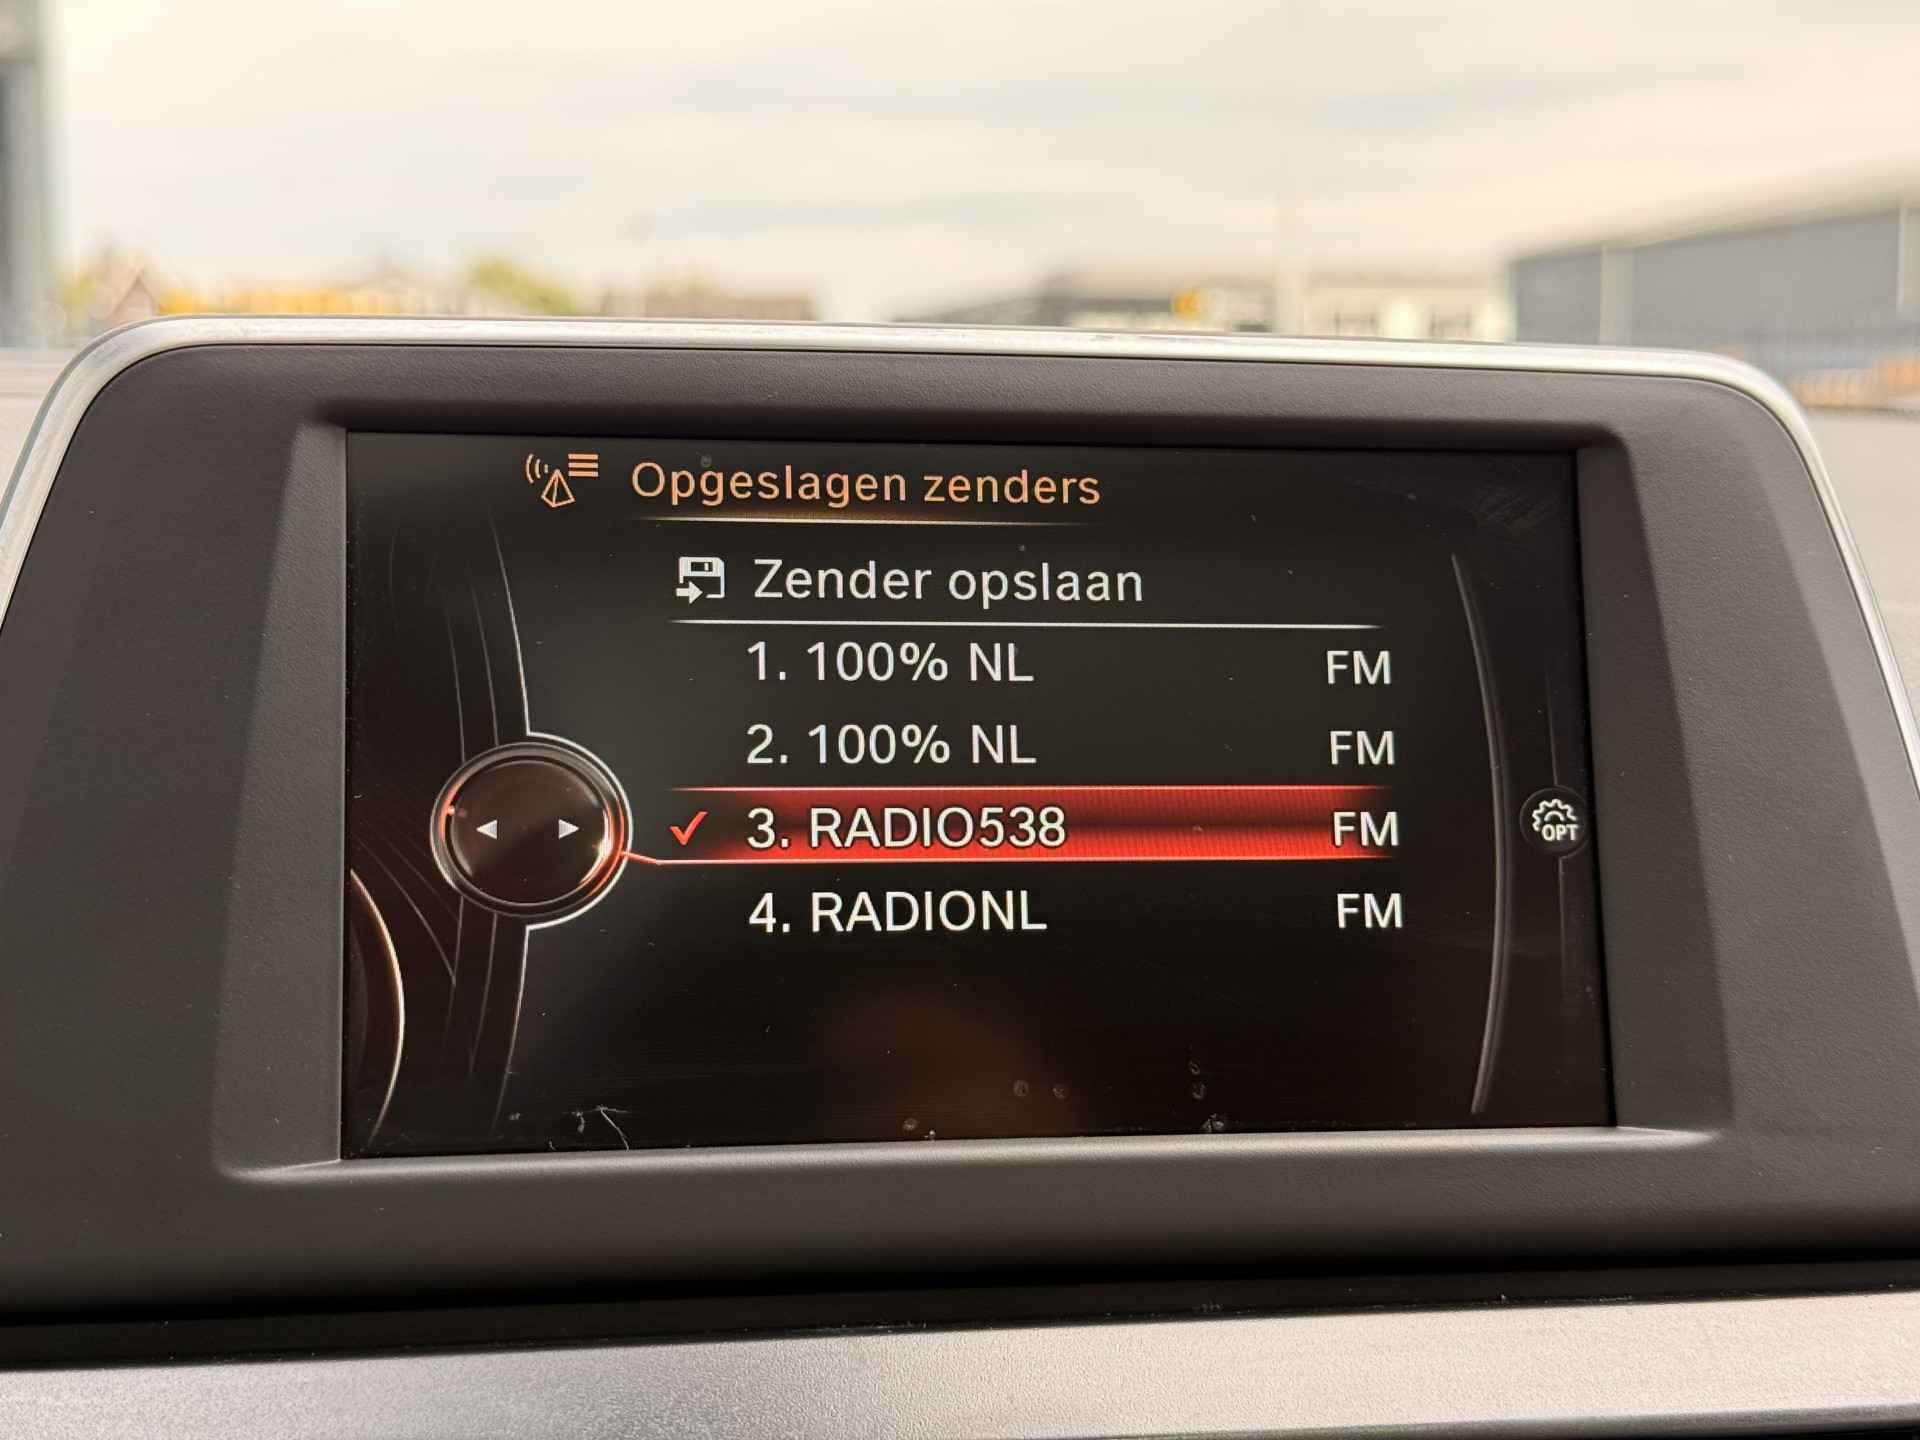 Opgeslagen zenders
Zender opslaan
1. 100% NL FM
2. 100% NL FM
3. RADIO538 FM
OPT
4. RADIONL FM